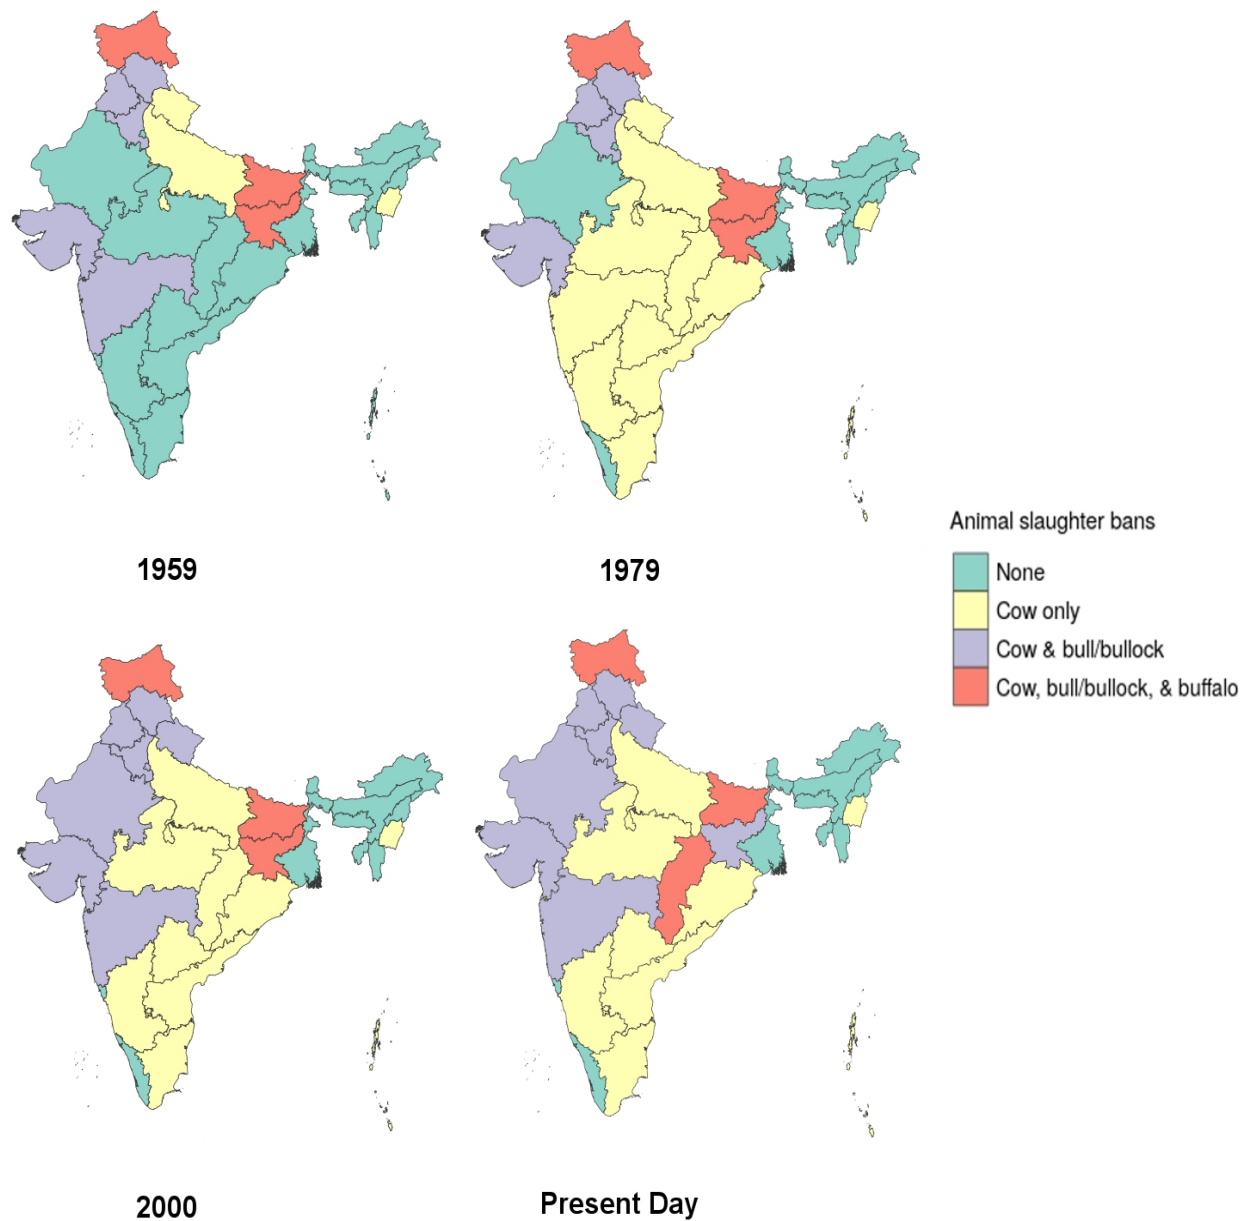 1959
1979
Animal slaughter bans
None
Cow only
Cow & bull/bullock
Cow, bull/bullock, & buffalo
2000
Present Day